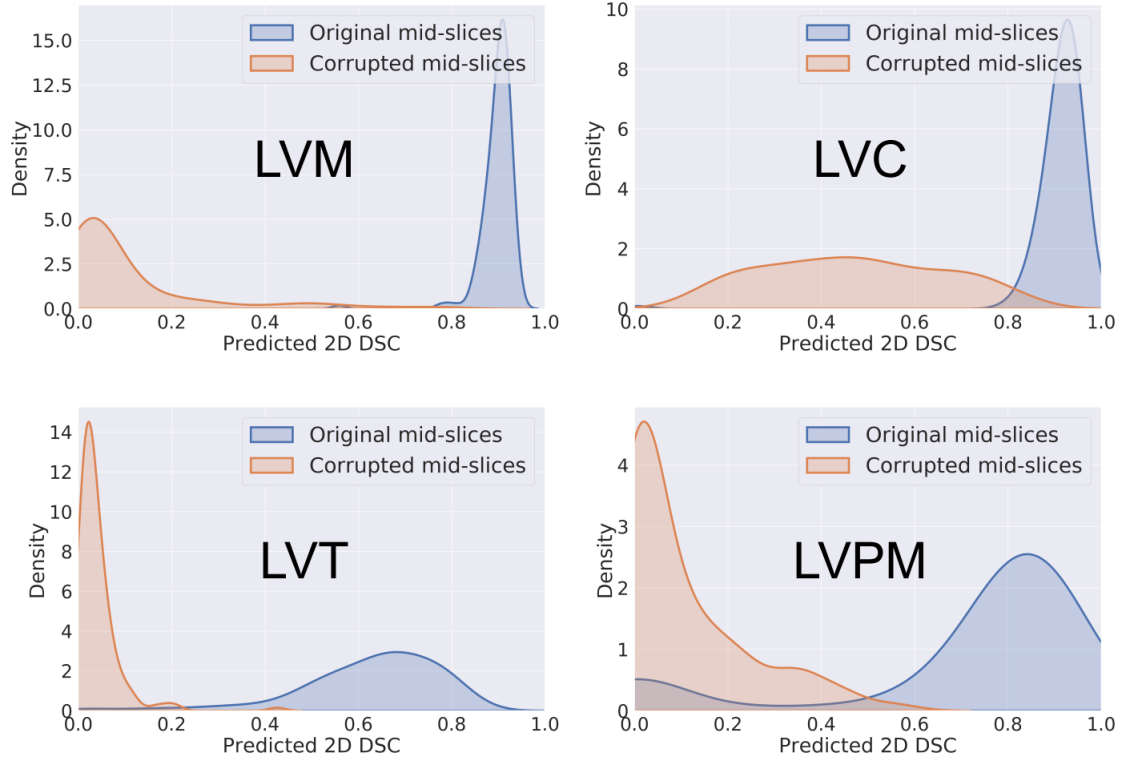 15.0
12.5
10.0
7.5
5.0
2.5
0.0
Density
Original mid-slices
Corrupted mid-slices
LVM
0.0 0.2 0.4 0.6 0.8 1.0
Predicted 2D DSC
10
8
6
4
2
0
Density
Original mid-slices
Corrupted mid-slices
LVC
0.0 0.2 0.4 0.6 0.8 1.0
Predicted 2D DSC
14
12
10
8
6
4
2
0
Density
Original mid-slices
Corrupted mid-slices
LVT
0.0 0.2 0.4 0.6 0.8 1.0
Predicted 2D DSC
4
3
2
1
0
Density
Original mid-slices
Corrupted mid-slices
LVPM
0.0 0.2 0.4 0.6 0.8 1.0
Predicted 2D DSC